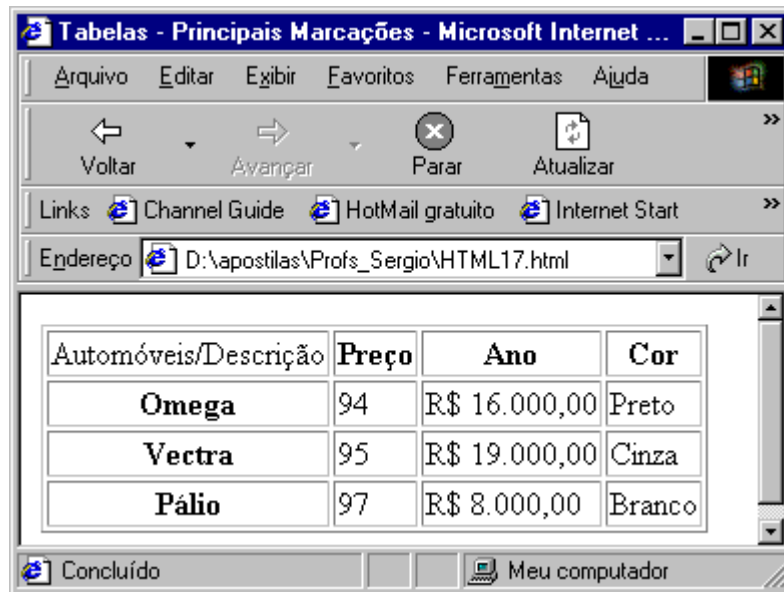 Tabelas - Principais Marcações - Microsoft Internet ...
Arquivo Editar Exibir Favoritos Ferramentas Ajuda
Voltar Avançar Parar Atualizar
Links Channel Guide HotMail gratuito Internet Start
Endereço D:\apostilas\Profs_Sergio\HTML17.html Ir
Automóveis/Descrição Preço Ano Cor
Omega 94 R$ 16.000,00 Preto
Vectra 95 R$ 19.000,00 Cinza
Pálio 97 R$ 8.000,00 Branco
Concluído Meu computador